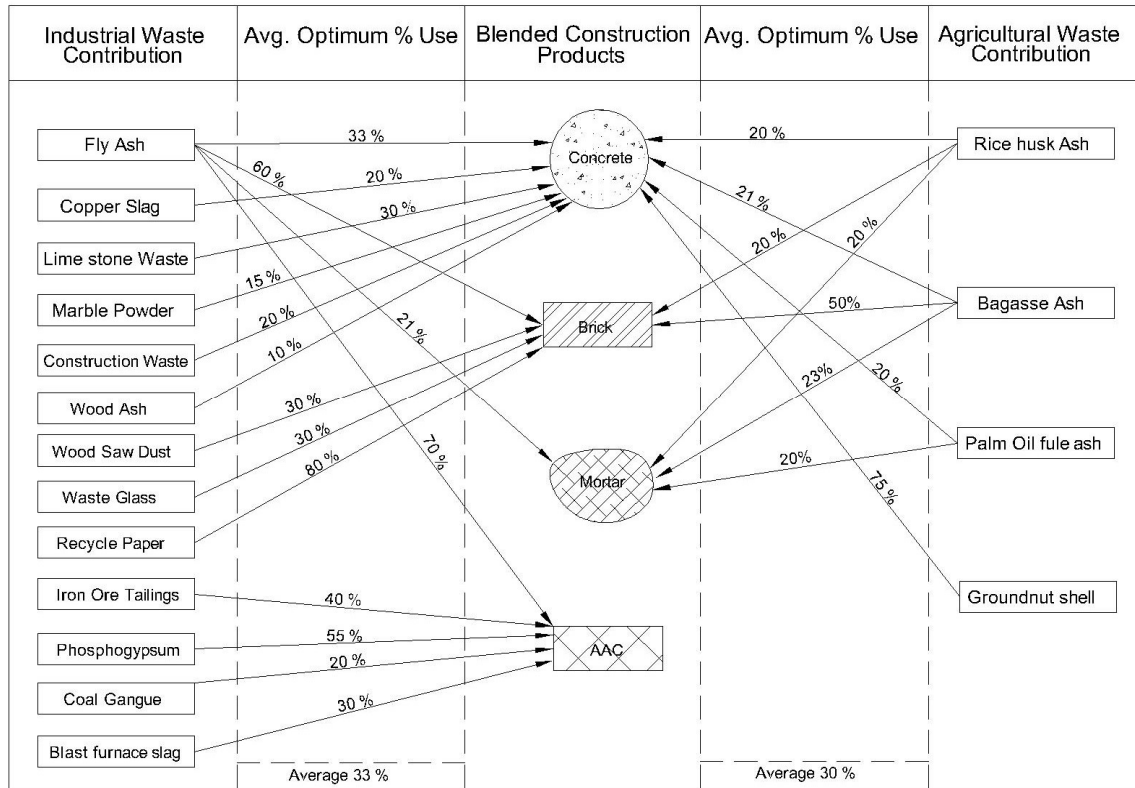 Industrial Waste
Contribution
Avg. Optimum % Use
Blended Construction
Products
Avg. Optimum % Use
Agricultural Waste
Contribution
Fly Ash
Copper Slag
Lime stone Waste
Marble Powder
Construction Waste
Wood Ash
Wood Saw Dust
Waste Glass
Recycle Paper
Iron Ore Tailings
Phosphogypsum
Coal Gangue
Blast furnace slag
33 %
60 %
20 %
30 %
15 %
20 %
10 %
21 %
30 %
30 %
80 %
70 %
40 %
55 %
20 %
30 %
Average 33 %
Concrete
Brick
Mortar
AAC
20 %
21 %
20 %
20 %
50%
23%
20 %
20%
75 %
Average 30 %
Rice husk Ash
Bagasse Ash
Palm Oil fule ash
Groundnut shell